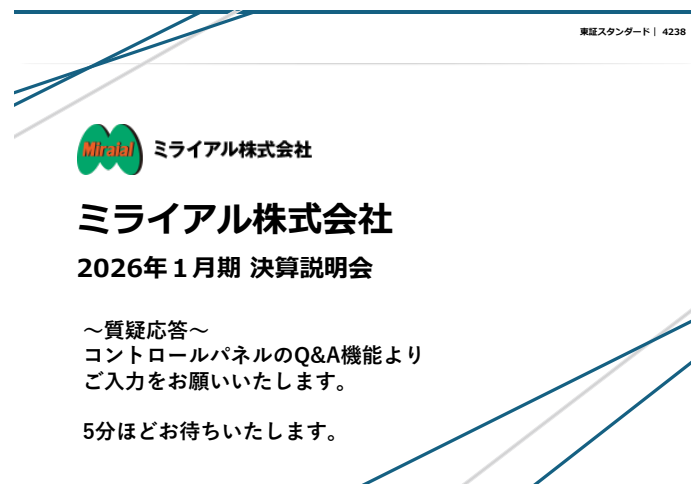 東証スタンダード｜ 4238
Miraial ミライアル株式会社
ミライアル株式会社
2026年１月期 決算説明会
～質疑応答～
コントロールパネルのQ&A機能より
ご入力をお願いいたします。
5分ほどお待ちいたします。